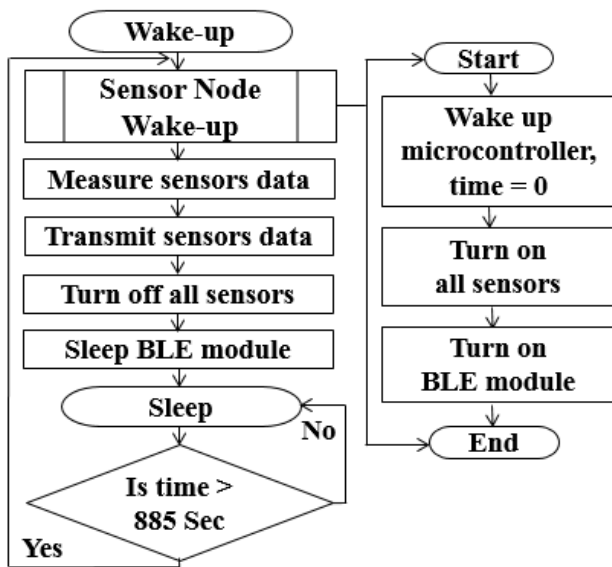 Wake-up
Sensor Node
Wake-up
Measure sensors data
Transmit sensors data
Turn off all sensors
Sleep BLE module
Sleep
No
Is time >
885 Sec
Yes
Start
Wake up
microcontroller,
time = 0
Turn on
all sensors
Turn on
BLE module
End